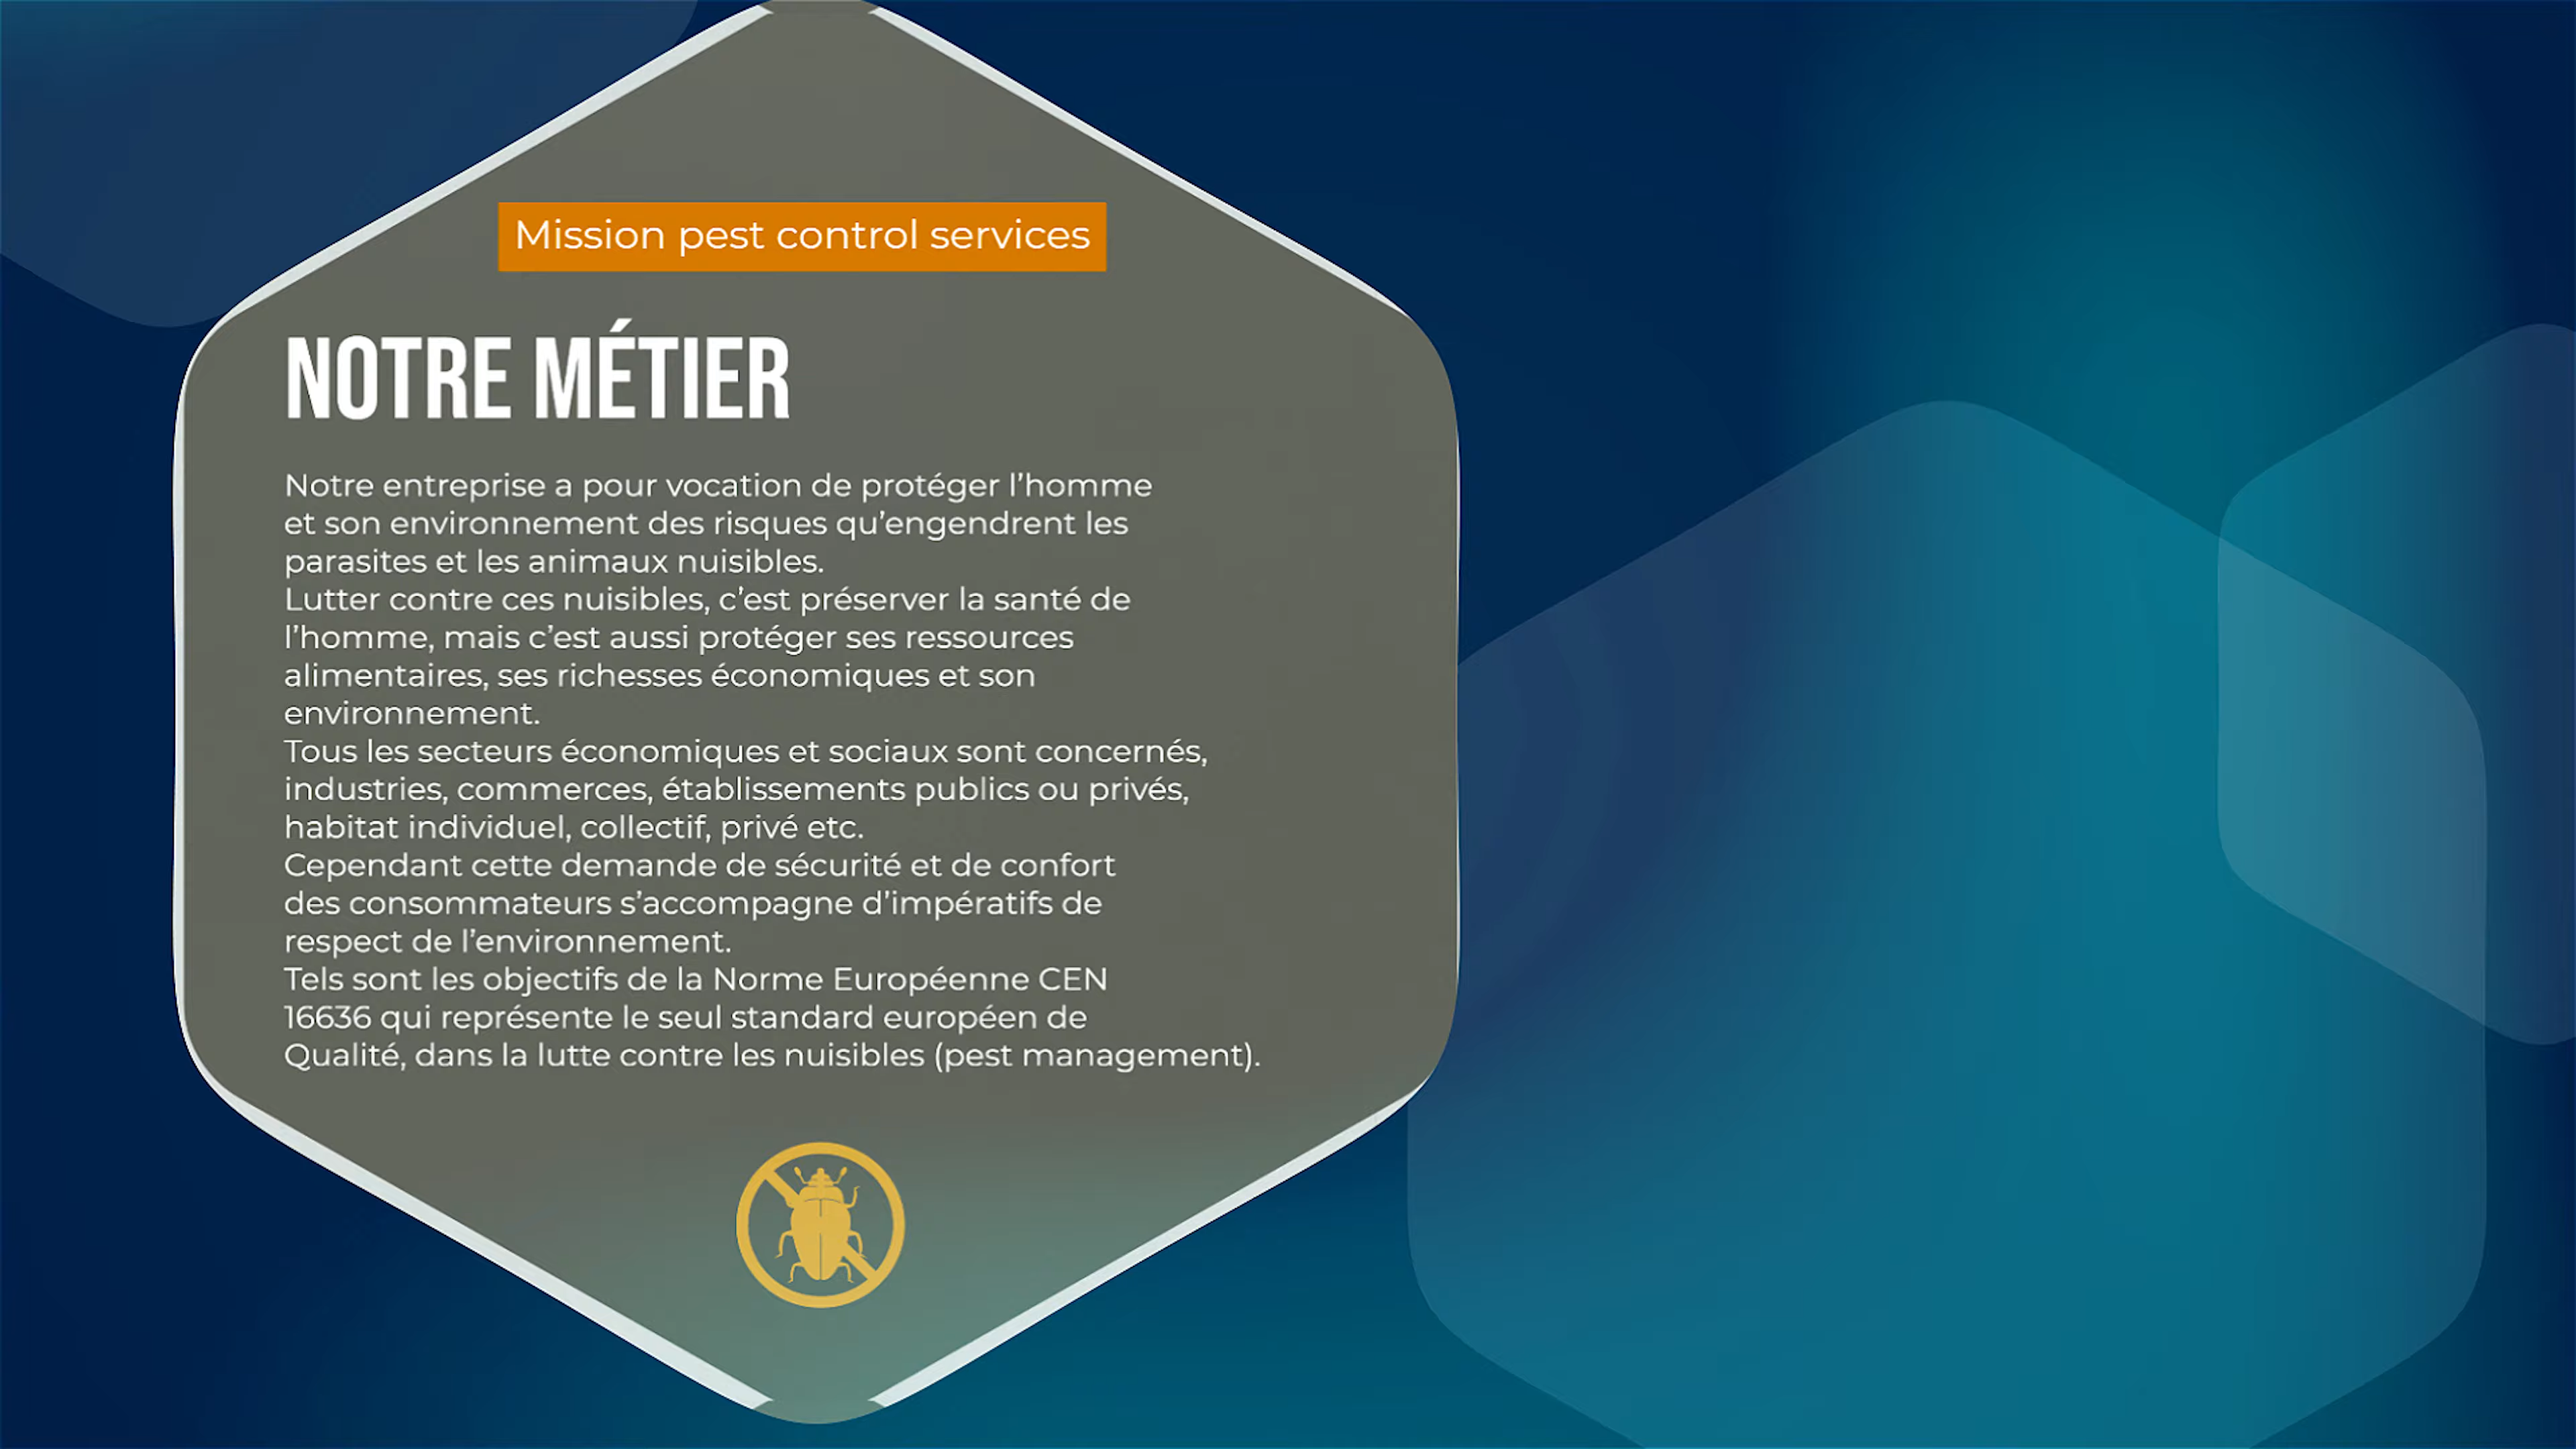 Mission pest control services
NOTRE MÉTIER
Notre entreprise a pour vocation de protéger l’homme
et son environnement des risques qu’engendrent les
parasites et les animaux nuisibles.
Lutter contre ces nuisibles, c’est préserver la santé de
l’homme, mais c’est aussi protéger ses ressources
alimentaires, ses richesses économiques et son
environnement.
Tous les secteurs économiques et sociaux sont concernés,
industries, commerces, établissements publics ou privés,
habitat individuel, collectif, privé etc.
Cependant cette demande de sécurité et de confort
des consommateurs s’accompagne d’impératifs de
respect de l’environnement.
Tels sont les objectifs de la Norme Européenne CEN
16636 qui représente le seul standard européen de
Qualité, dans la lutte contre les nuisibles (pest management).